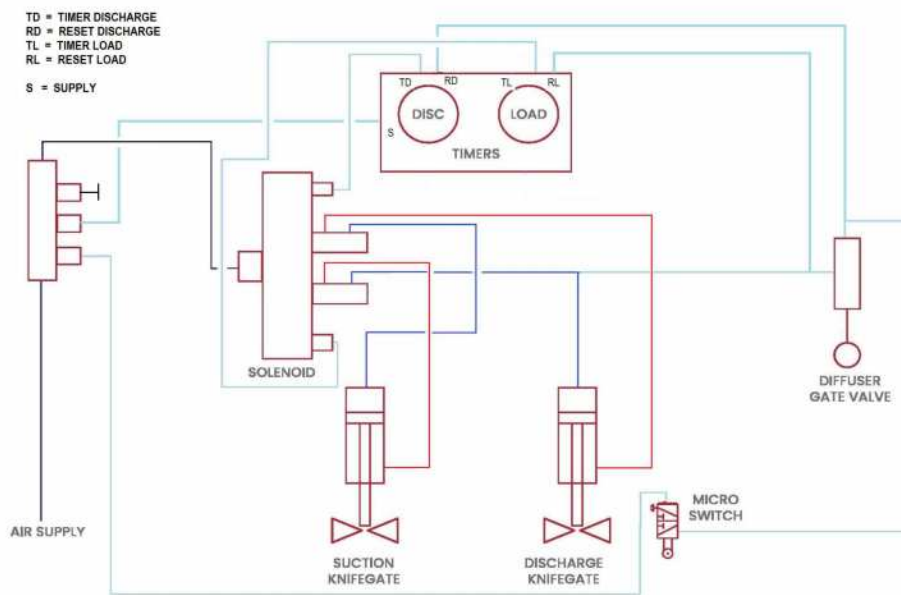 TD = TIMER DISCHARGE
RD = RESET DISCHARGE
TL = TIMER LOAD
RL = RESET LOAD
S = SUPPLY
TD RD TL RL
DISC LOAD
S
TIMERS
SOLENOID
DIFFUSER
GATE VALVE
MICRO
SWITCH
AIR SUPPLY
SUCTION
KNIFEGATE
DISCHARGE
KNIFEGATE